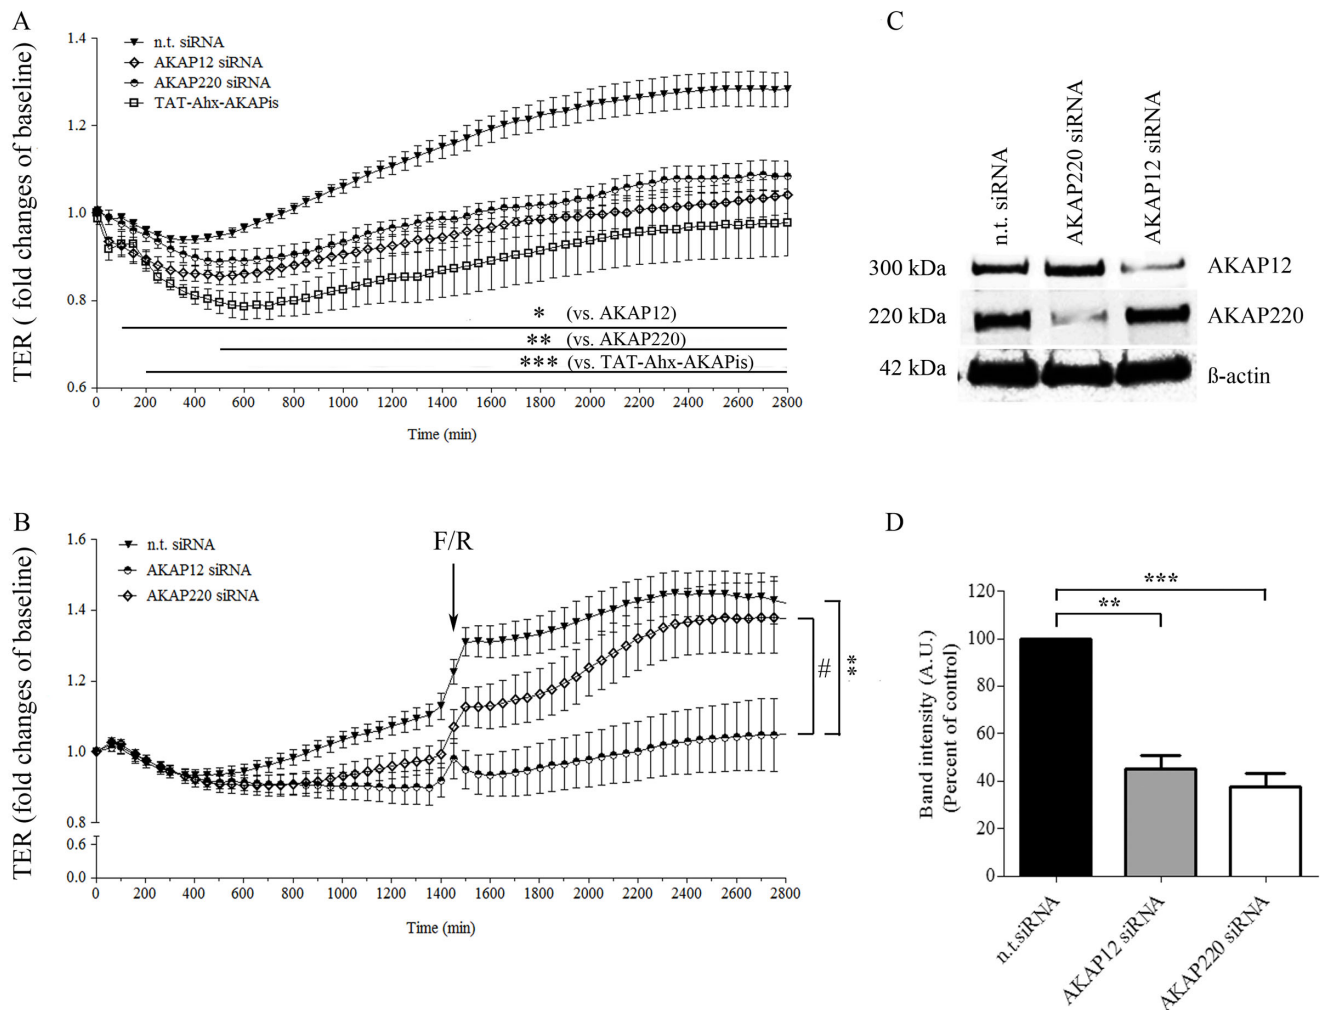 A
TER ( fold changes of baseline)
1.4
1.2
1.0
0.8
0.6
n.t. siRNA
AKAP12 siRNA
AKAP220 siRNA
TAT-Ahx-AKAPis
* (vs. AKAP12)
** (vs. AKAP220)
*** (vs. TAT-Ahx-AKAPis)
0 200 400 600 800 1000 1200 1400 1600 1800 2000 2200 2400 2600 2800
Time (min)
B
TER (fold changes of baseline)
1.6
1.4
1.2
1.0
0.8
0.6
0.0
n.t. siRNA
AKAP12 siRNA
AKAP220 siRNA
F/R
#
**
0 200 400 600 800 1000 1200 1400 1600 1800 2000 2200 2400 2600 2800
Time (min)
C
n.t. siRNA
AKAP220 siRNA
AKAP12 siRNA
300 kDa AKAP12
220 kDa AKAP220
42 kDa ß-actin
D
Band intensity (A.U.)
(Percent of control)
120
100
80
60
40
20
0
***
**
n.t.siRNA
AKAP12 siRNA
AKAP220 siRNA